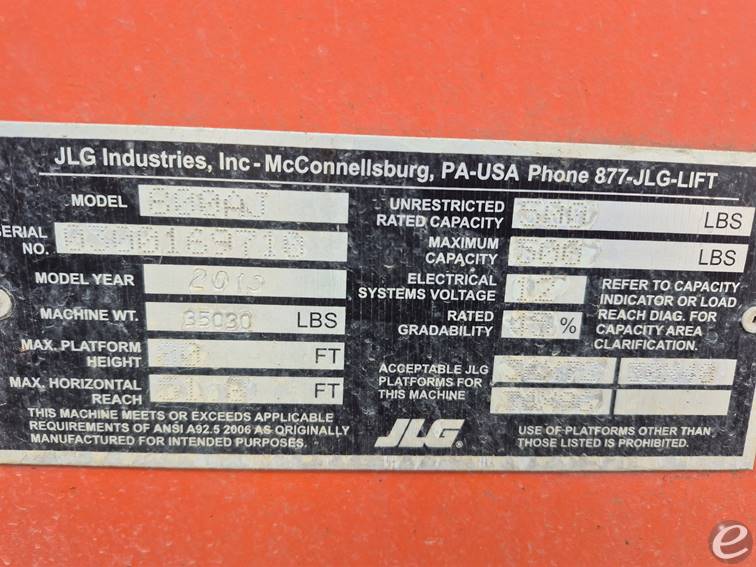 JLG Industries, Inc - McConnellsburg, PA-USA Phone 877-JLG-LIFT
MODEL 800AJ
SERIAL NO.
MODEL YEAR
MACHINE WT. 35030 LBS
MAX. PLATFORM HEIGHT FT
MAX. HORIZONTAL REACH FT
THIS MACHINE MEETS OR EXCEEDS APPLICABLE
REQUIREMENTS OF ANSI A92.5 2006 AS ORIGINALLY
MANUFACTURED FOR INTENDED PURPOSES.
UNRESTRICTED
RATED CAPACITY 500 LBS
MAXIMUM
CAPACITY LBS
ELECTRICAL
SYSTEMS VOLTAGE 12
RATED
GRADABILITY %
REFER TO CAPACITY
INDICATOR OR LOAD
REACH DIAG. FOR
CAPACITY AREA
CLARIFICATION.
ACCEPTABLE JLG
PLATFORMS FOR
THIS MACHINE
JLG
USE OF PLATFORMS OTHER THAN
THOSE LISTED IS PROHIBITED.
e